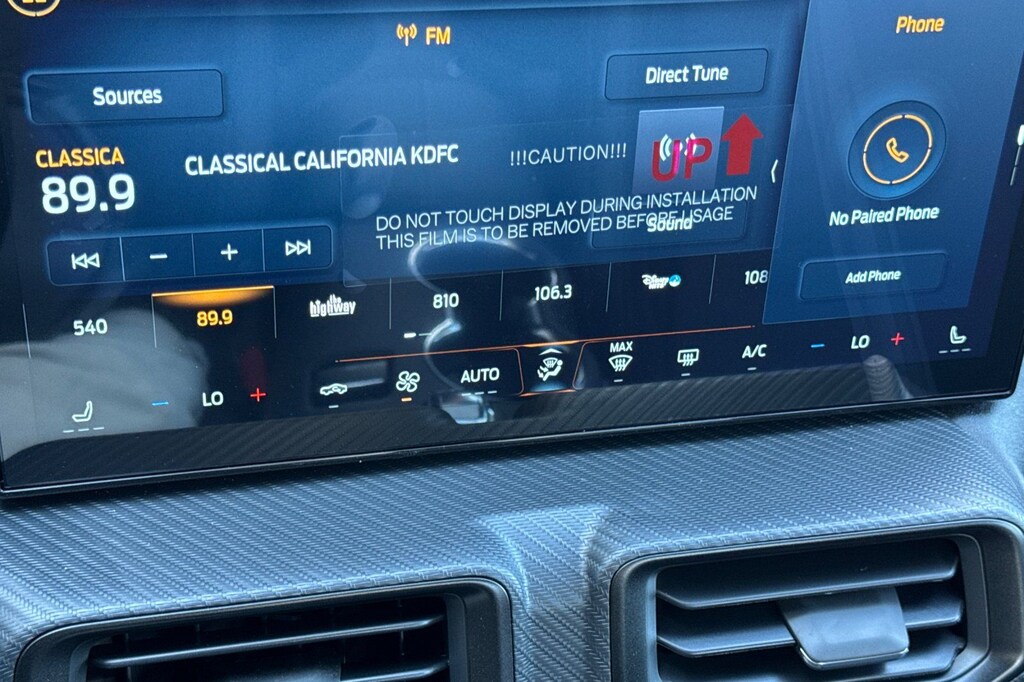 FM
Phone
Sources
Direct Tune
CLASSICA
89.9
CLASSICAL CALIFORNIA KDFC
!!!CAUTION!!!
UP
DO NOT TOUCH DISPLAY DURING INSTALLATION
THIS FILM IS TO BE REMOVED BEFORE USAGE
Sound
No Paired Phone
Add Phone
540
89.9
the highway
810
106.3
Disney
108
LO
AUTO
MAX
A/C
LO